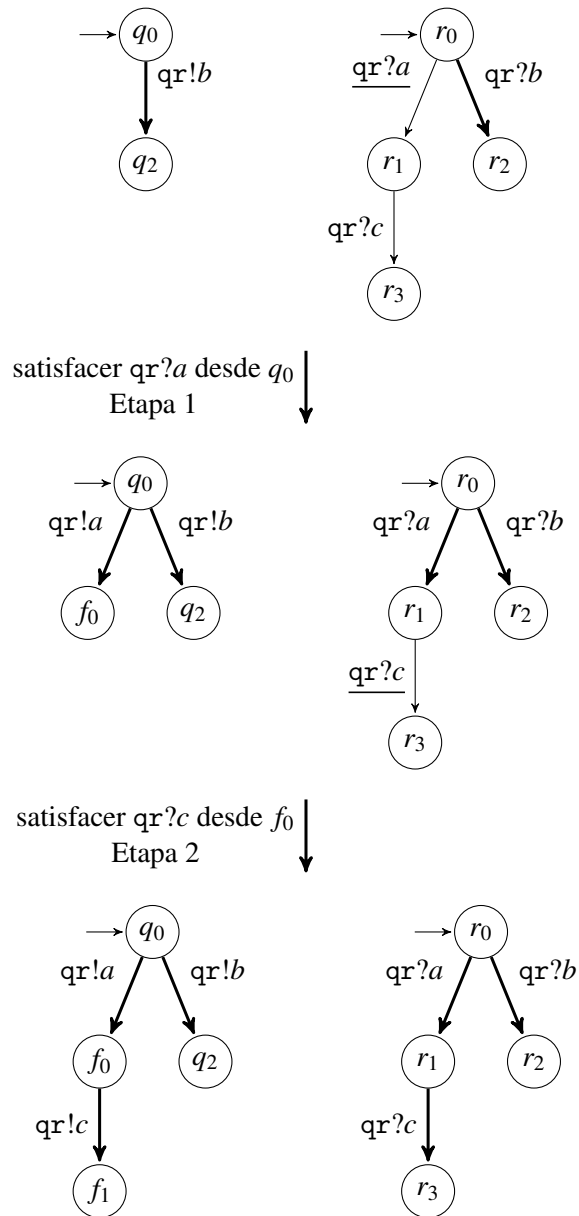 q0 r0
qr!b qr?a qr?b
q2 r1 r2
qr?c
r3
satisfacer qr?a desde q0
Etapa 1
q0 r0
qr!a qr!b qr?a qr?b
f0 q2 r1 r2
qr?c
r3
satisfacer qr?c desde f0
Etapa 2
q0 r0
qr!a qr!b qr?a qr?b
f0 q2 r1 r2
qr!c qr?c
f1 r3